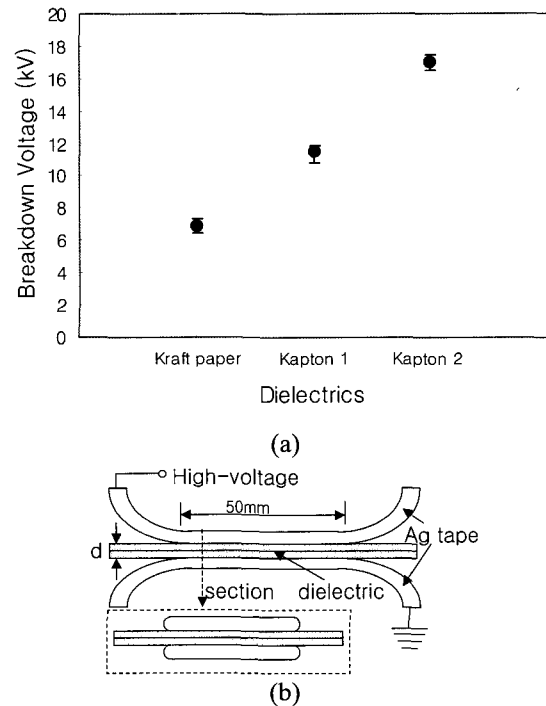 20
18
16
14
12
10
8
6
4
2
0
Breakdown Voltage (kV)
Kraft paper Kapton 1 Kapton 2
Dielectrics
(a)
High-voltage
50mm
Ag tape
d
section dielectric
(b)